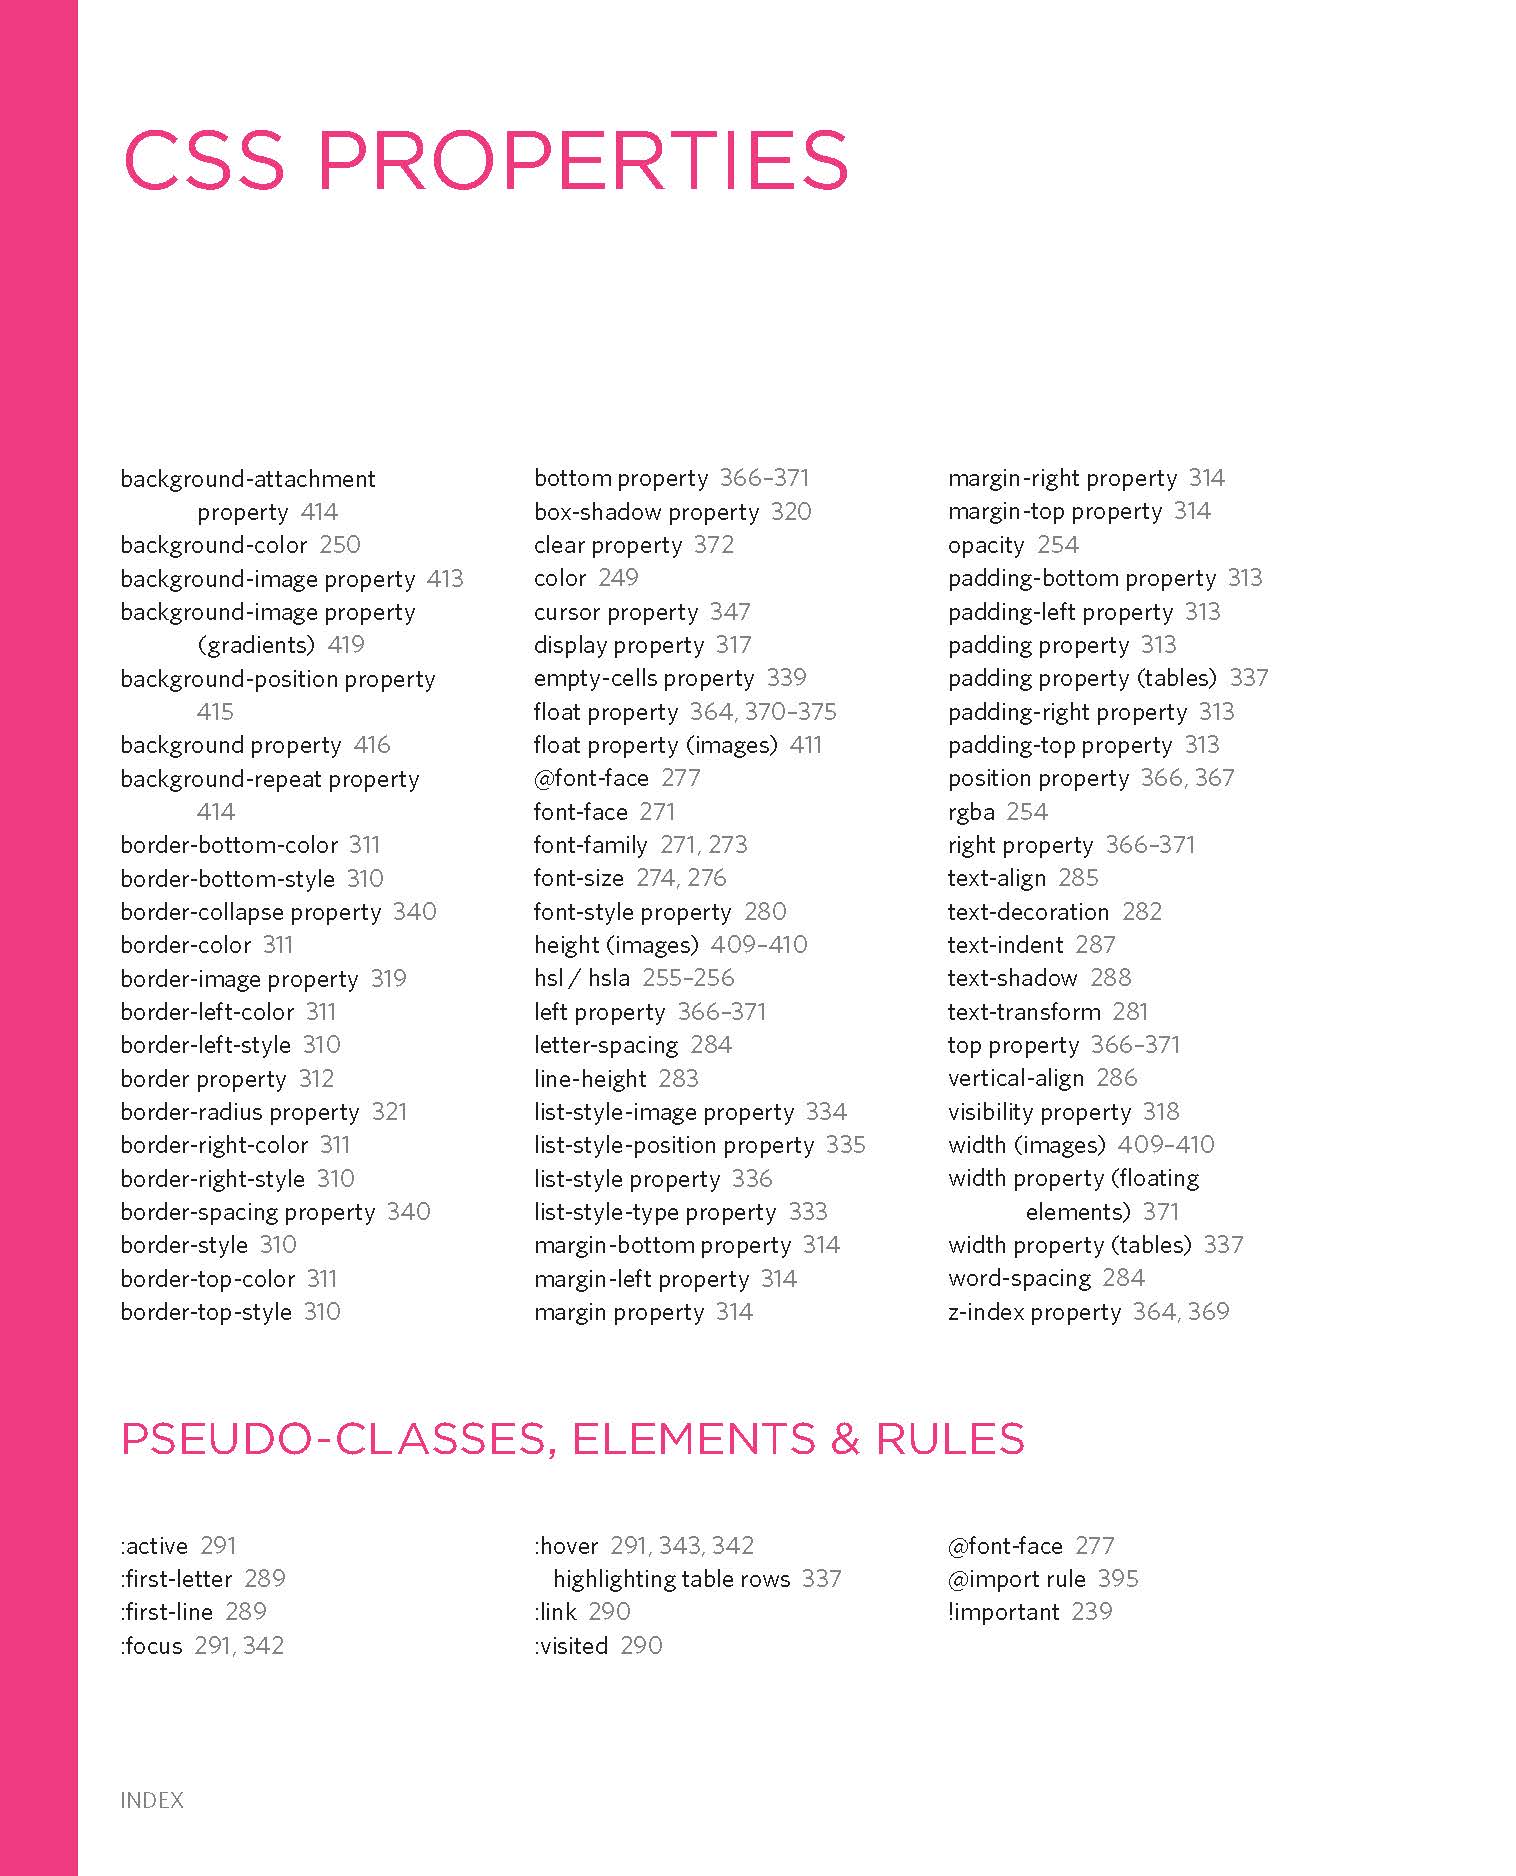 CSS PROPERTIES
background-attachment
property 414
background-color 250
background-image property 413
background-image property
(gradients) 419
background-position property
415
background property 416
background-repeat property
414
border-bottom-color 311
border-bottom-style 310
border-collapse property 340
border-color 311
border-image property 319
border-left-color 311
border-left-style 310
border property 312
border-radius property 321
border-right-color 311
border-right-style 310
border-spacing property 340
border-style 310
border-top-color 311
border-top-style 310
bottom property 366–371
box-shadow property 320
clear property 372
color 249
cursor property 347
display property 317
empty-cells property 339
float property 364, 370–375
float property (images) 411
@font-face 277
font-face 271
font-family 271, 273
font-size 274, 276
font-style property 280
height (images) 409–410
hsl / hsla 255–256
left property 366–371
letter-spacing 284
line-height 283
list-style-image property 334
list-style-position property 335
list-style property 336
list-style-type property 333
margin-bottom property 314
margin-left property 314
margin property 314
margin-right property 314
margin-top property 314
opacity 254
padding-bottom property 313
padding-left property 313
padding property 313
padding property (tables) 337
padding-right property 313
padding-top property 313
position property 366, 367
rgba 254
right property 366–371
text-align 285
text-decoration 282
text-indent 287
text-shadow 288
text-transform 281
top property 366–371
vertical-align 286
visibility property 318
width (images) 409–410
width property (floating
elements) 371
width property (tables) 337
word-spacing 284
z-index property 364, 369
PSEUDO-CLASSES, ELEMENTS & RULES
:active 291
:first-letter 289
:first-line 289
:focus 291, 342
:hover 291, 343, 342
highlighting table rows 337
:link 290
:visited 290
@font-face 277
@import rule 395
!important 239
INDEX